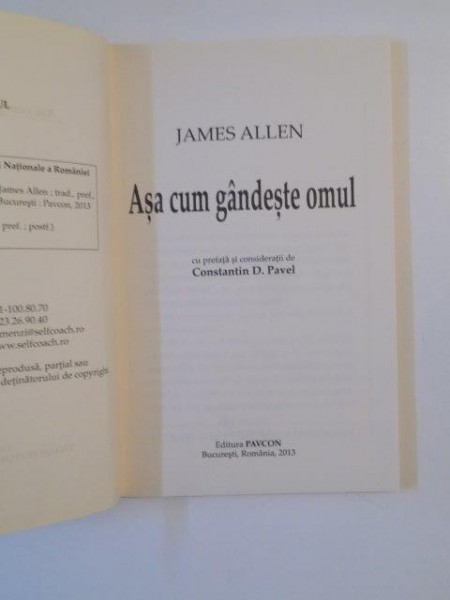 UL
Naționale a României
James Allen ; trad., pref.,
București : Pavcon, 2013
pref. ; postf.).
1-100.80.70
23.26.90.40
menzi@selfcoach.ro
www.selfcoach.ro
reprodusă, parțial sau
deținătorului de copyright
JAMES ALLEN
Așa cum gândește omul
cu prefață și considerații de
Constantin D. Pavel
Editura PAVCON
București, România, 2013